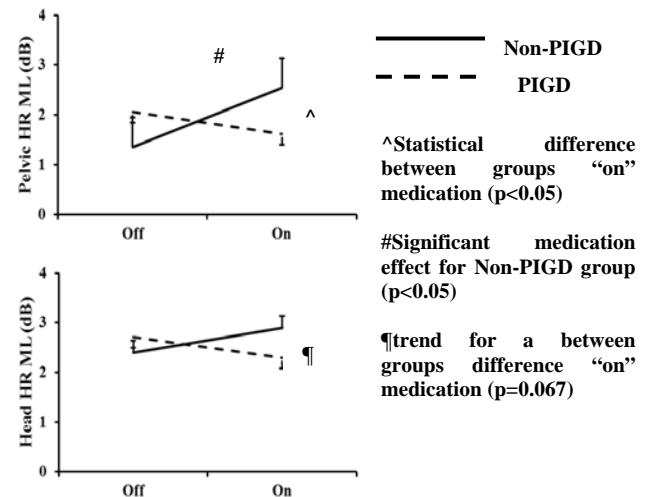 4
3
2
1
0
Pelvic HR ML (dB)
#
^
Off
On
4
3
2
1
0
Head HR ML (dB)
¶
Off
On
Non-PIGD
PIGD
^Statistical difference
between groups “on”
medication (p<0.05)
#Significant medication
effect for Non-PIGD group
(p<0.05)
¶trend for a between
groups difference “on”
medication (p=0.067)